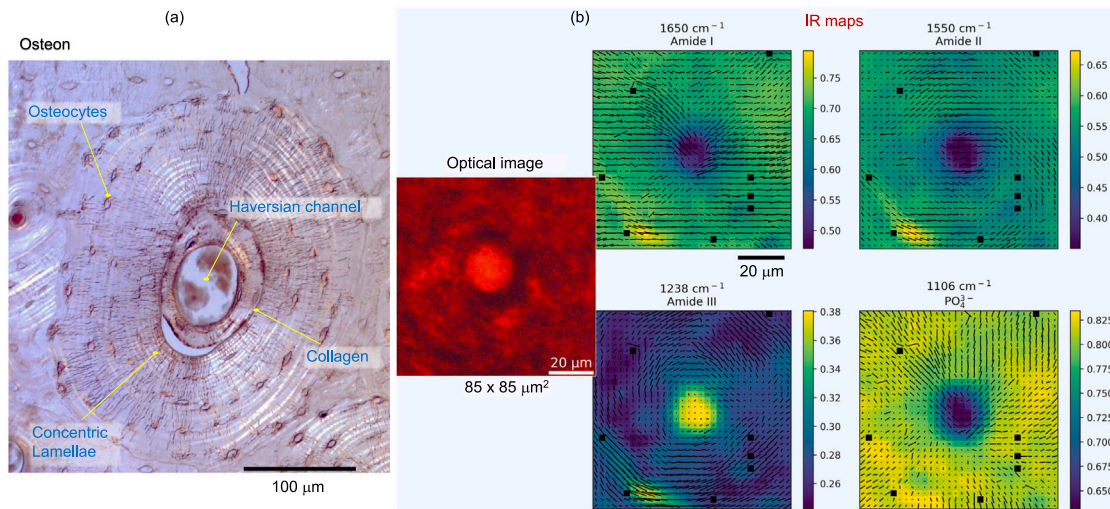 (a)
Osteon
Osteocytes
Haversian channel
Collagen
Concentric
Lamellae
100 μm
(b)
IR maps
Optical image
20 μm
85 x 85 μm²
1650 cm⁻¹
Amide I
0.75
0.70
0.65
0.60
0.55
0.50
20 μm
1550 cm⁻¹
Amide II
0.65
0.60
0.55
0.50
0.45
0.40
0.35
1238 cm⁻¹
Amide III
0.38
0.36
0.34
0.32
0.30
0.28
0.26
1106 cm⁻¹
PO₄³⁻
0.825
0.800
0.775
0.750
0.725
0.700
0.675
0.650